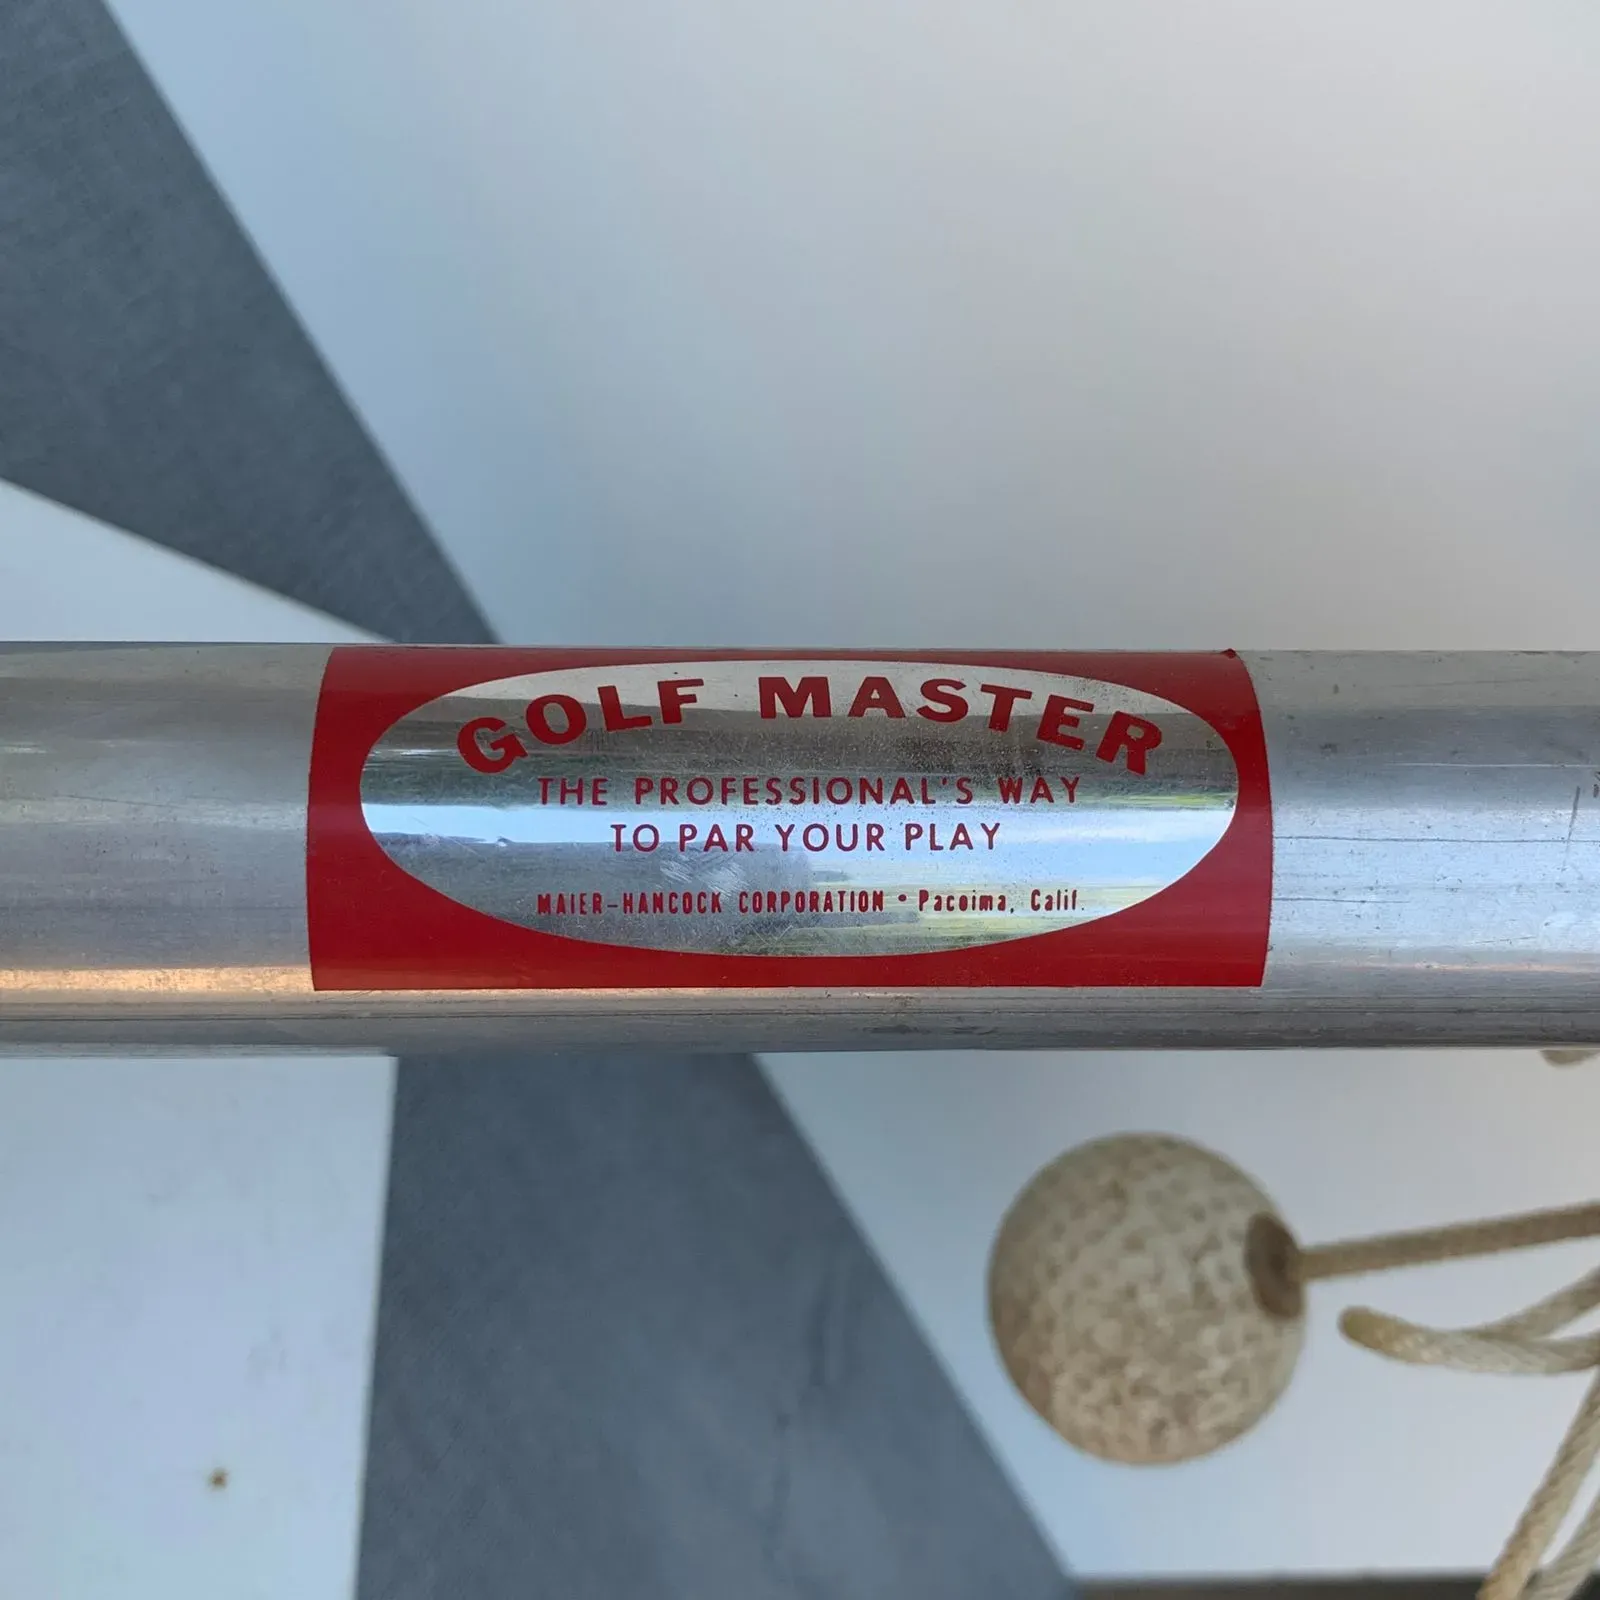 GOLF MASTER
THE PROFESSIONAL'S WAY
TO PAR YOUR PLAY
MAIER-HANCOCK CORPORATION • Pacoima, Calif.